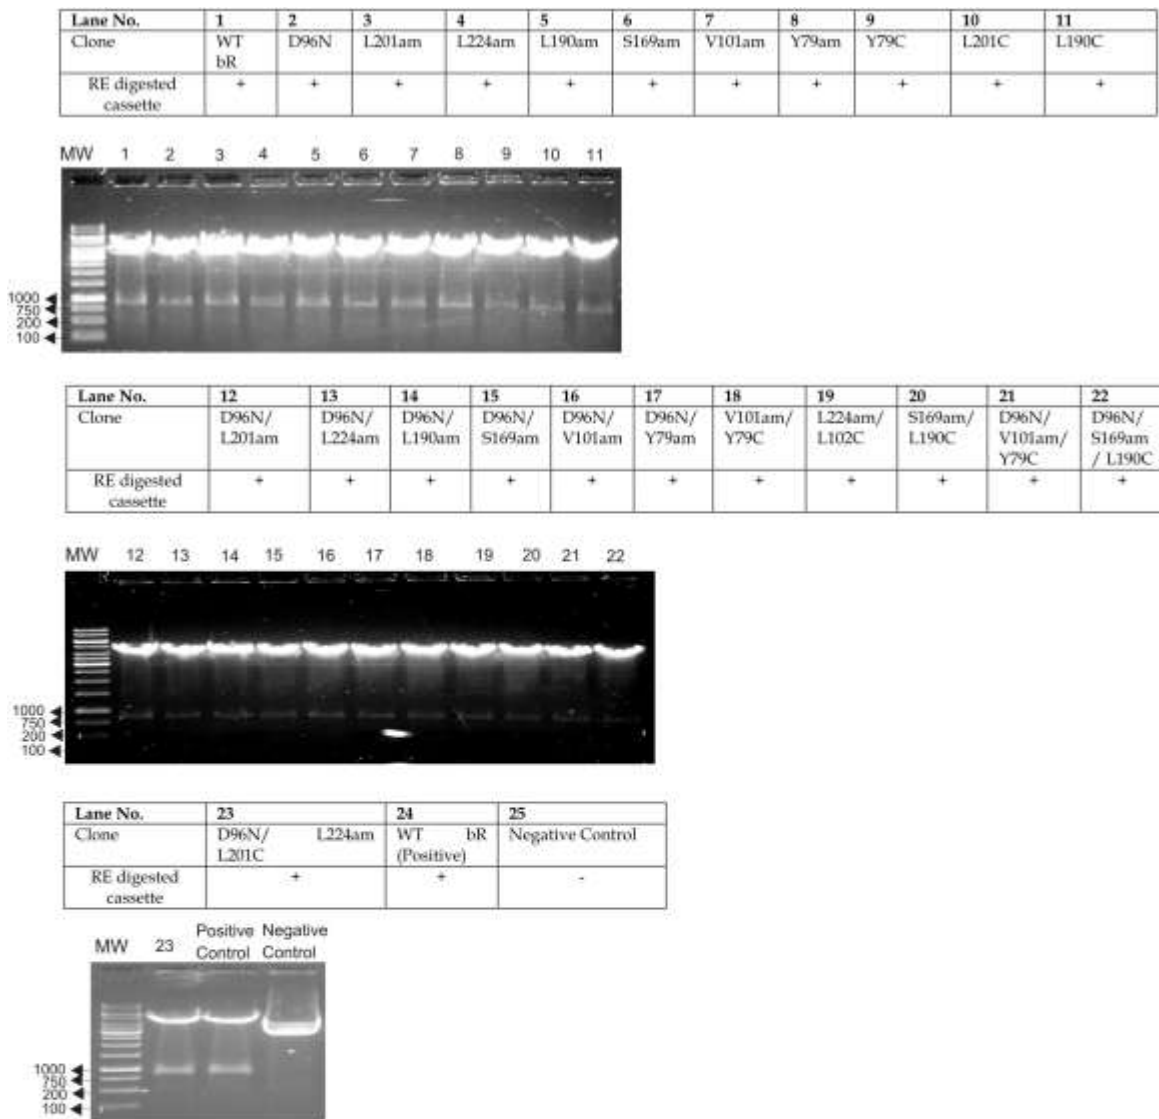 Lane No. 1 2 3 4 5 6 7 8 9 10 11
Clone WT D96N L201am L224am L190am S169am V101am Y79am Y79C L201C L190C
bR
RE digested + + + + + + + + + + +
cassette
MW 1 2 3 4 5 6 7 8 9 10 11
1000
750
200
100
Lane No. 12 13 14 15 16 17 18 19 20 21 22
Clone D96N/ D96N/ D96N/ D96N/ D96N/ D96N/ V101am/ L224am/ S169am/ D96N/ D96N/
L201am L224am L190am S169am V101am Y79am Y79C L102C L190C V101am/ S169am
Y79C / L190C
RE digested + + + + + + + + + + +
cassette
MW 12 13 14 15 16 17 18 19 20 21 22
1000
750
200
100
Lane No. 23 24 25
Clone D96N/ L224am WT bR Negative Control
L201C (Positive)
RE digested + + -
cassette
Positive Negative
MW 23 Control Control
1000
750
200
100